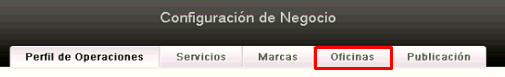 Configuración de Negocio
Perfil de Operaciones Servicios Marcas Oficinas Publicación